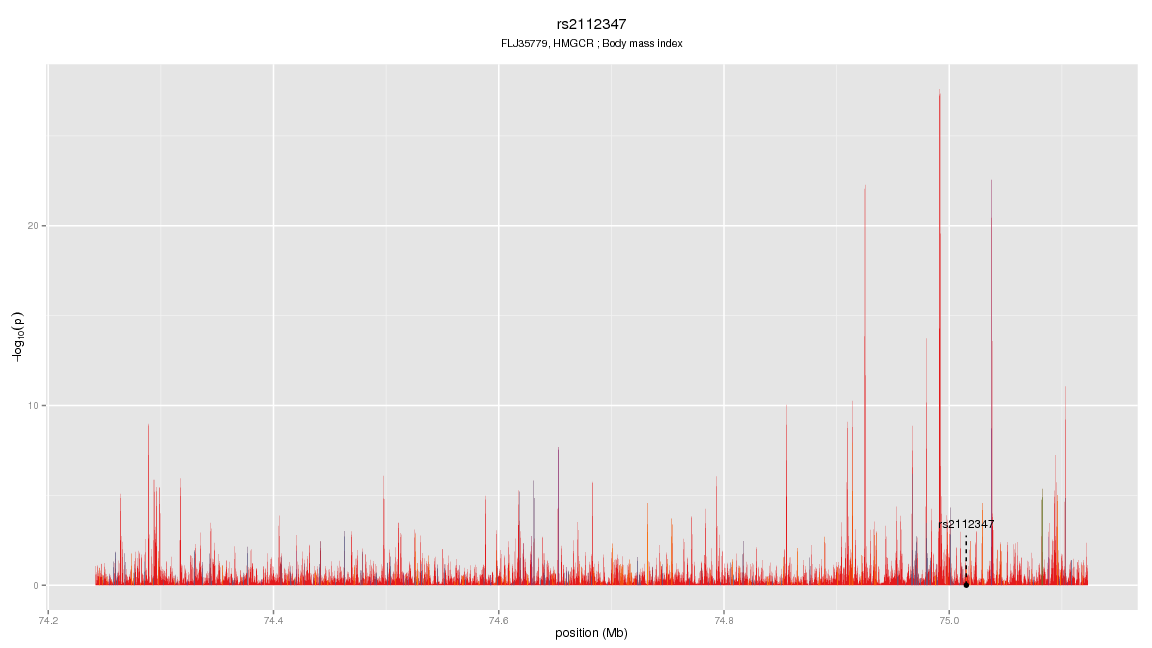 rs2112347
FLJ35779, HMGCR ; Body mass index
−log10(p)
20
10
0
rs2112347
74.2 74.4 74.6 74.8 75.0
position (Mb)